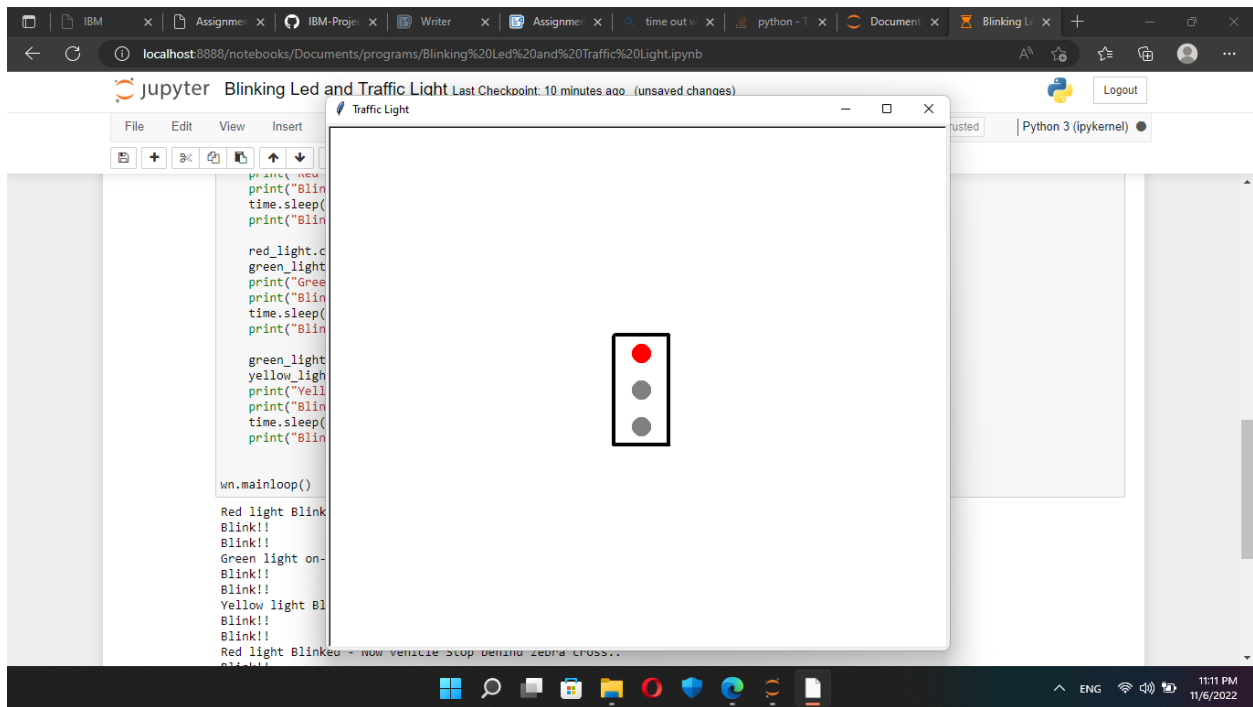 IBM
Assignmer
IBM-Projec
Writer
Assignmer
time out w
python - T
Document
Blinking Le
localhost:8888/notebooks/Documents/programs/Blinking%20Led%20and%20Traffic%20Light.ipynb
jupyter Blinking Led and Traffic Light Last Checkpoint: 10 minutes ago (unsaved changes)
Logout
Traffic Light
File Edit View Insert
rusted
Python 3 (ipykernel)
print("Red
print("Blin
time.sleep(
print("Blin
red_light.c
green_light
print("Gree
print("Blin
time.sleep(
print("Blin
green_light
yellow_ligh
print("Yell
print("Blin
time.sleep(
print("Blin
wn.mainloop()
Red light Blink
Blink!!
Blink!!
Green light on-
Blink!!
Blink!!
Yellow light Bl
Blink!!
Blink!!
Red light Blinked - Now vehicle Stop behind zebra cross..
Blink!!
ENG
11:11 PM
11/6/2022